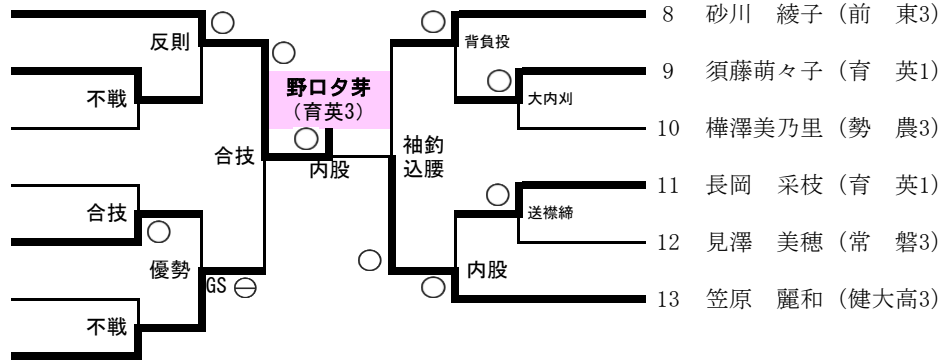 反則
不戦
合技
優勢
GS
不戦
合技
野口夕芽
（育英3）
内股
袖釣
込腰
背負投
大内刈
送襟締
内股
8 砂川 綾子（前 東3）
9 須藤萌々子（育 英1）
10 樺澤美乃里（勢 農3）
11 長岡 采枝（育 英1）
12 見澤 美穂（常 磐3）
13 笠原 麗和（健大高3）